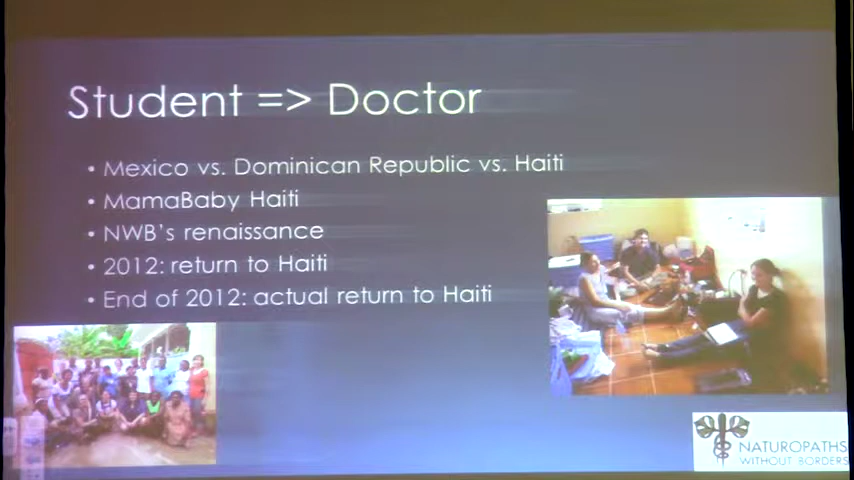 Student => Doctor
• Mexico vs. Dominican Republic vs. Haiti
• MamaBaby Haiti
• NWB's renaissance
• 2012: return to Haiti
• End of 2012: actual return to Haiti
NATUROPATHS
WITHOUT BORDERS